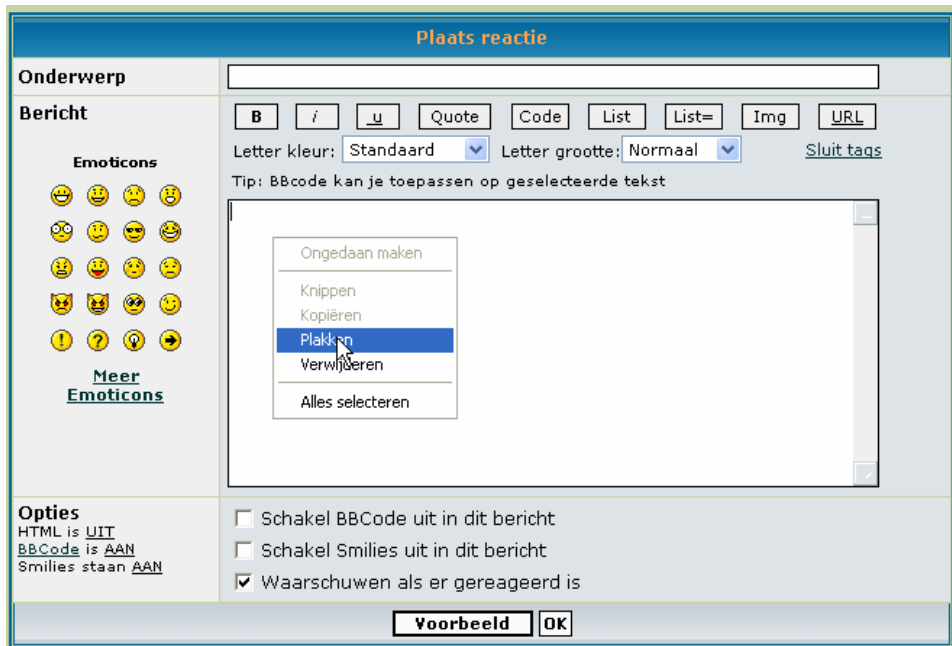 Plaats reactie
Onderwerp
Bericht
B i u Quote Code List List= Img URL
Letter kleur: Standaard Letter grootte: Normaal Sluit tags
Tip: BBcode kan je toepassen op geselecteerde tekst
Emoticons
Meer
Emoticons
Ongedaan maken
Knippen
Kopiëren
Plakken
Verwijderen
Alles selecteren
Opties
HTML is UIT
BBCode is AAN
Smilies staan AAN
Schakel BBCode uit in dit bericht
Schakel Smilies uit in dit bericht
Waarschuwen als er gereageerd is
Voorbeeld OK